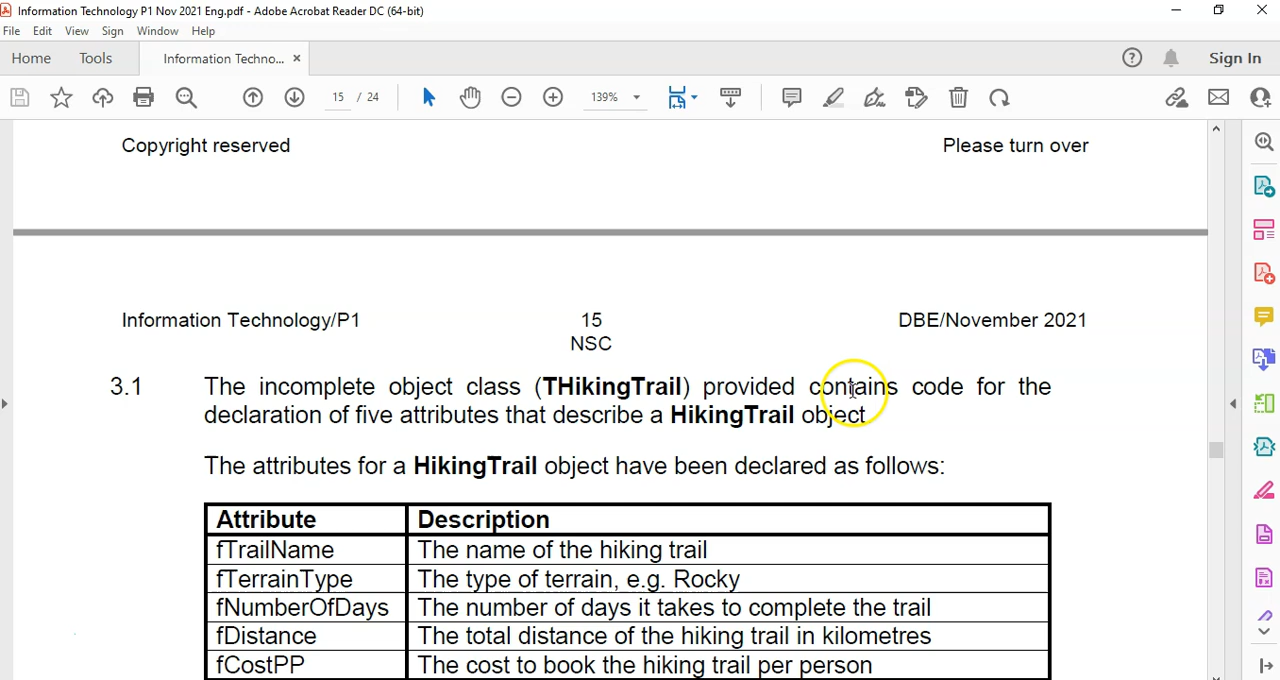 Information Technology P1 Nov 2021 Eng.pdf - Adobe Acrobat Reader DC (64-bit)
File Edit View Sign Window Help
Home Tools Information Techno... × Sign In
15 / 24 139%
Copyright reserved Please turn over
Information Technology/P1 15 DBE/November 2021
NSC
3.1 The incomplete object class (THikingTrail) provided contains code for the
declaration of five attributes that describe a HikingTrail object
The attributes for a HikingTrail object have been declared as follows:
Attribute Description
fTrailName The name of the hiking trail
fTerrainType The type of terrain, e.g. Rocky
fNumberOfDays The number of days it takes to complete the trail
fDistance The total distance of the hiking trail in kilometres
fCostPP The cost to book the hiking trail per person